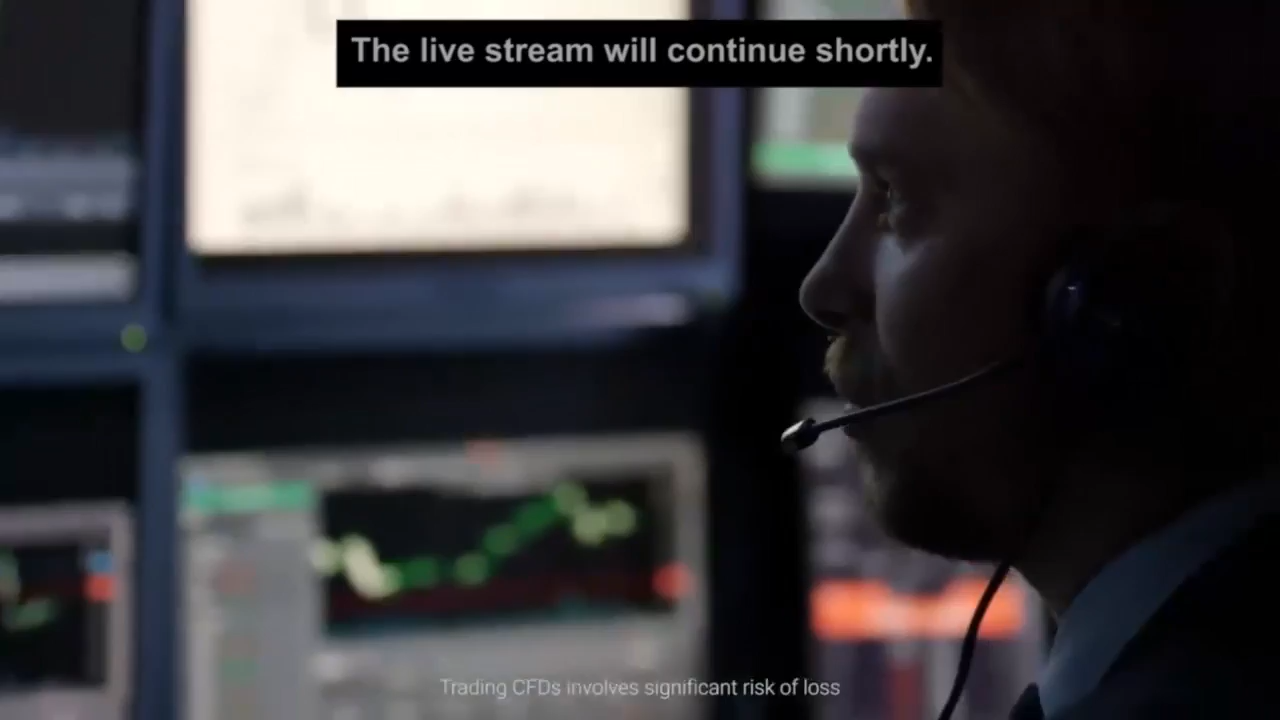 The live stream will continue shortly.
Trading CFDs involves significant risk of loss